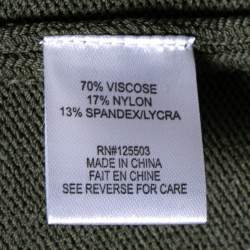 70% VISCOSE
17% NYLON
13% SPANDEX/LYCRA
RN#125503
MADE IN CHINA
FAIT EN CHINE
SEE REVERSE FOR CARE